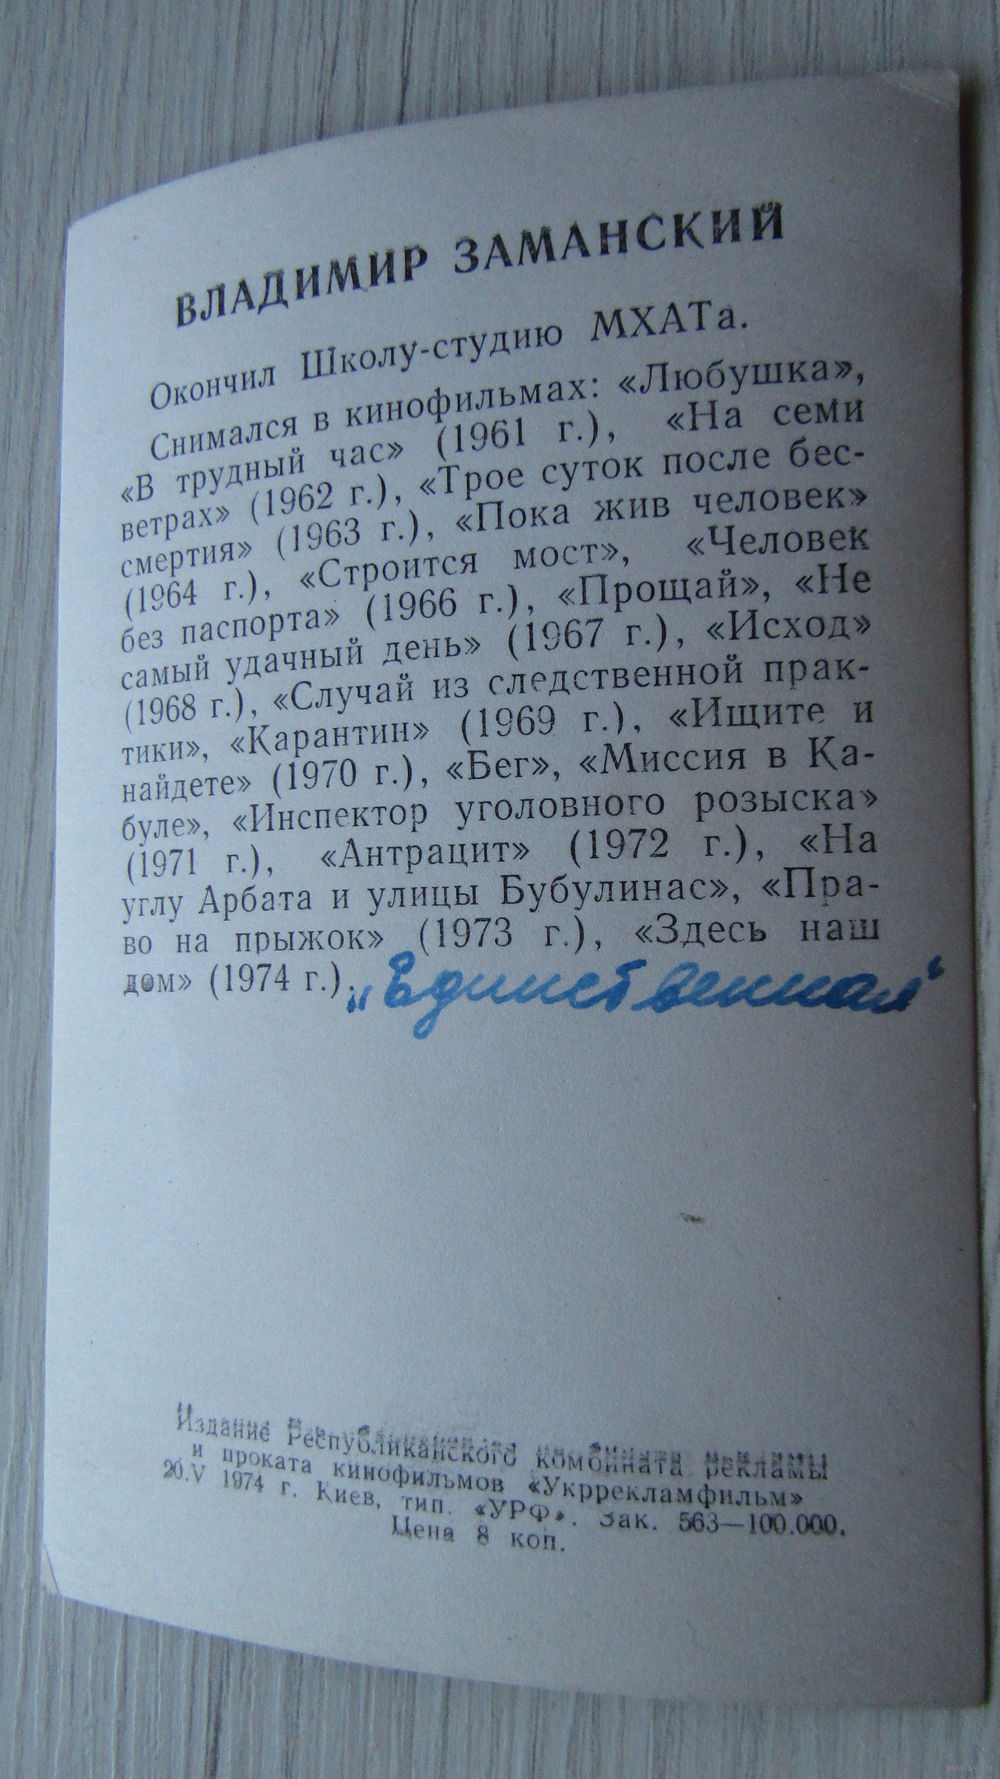 ВЛАДИМИР ЗАМАНСКИЙ
Окончил Школу-студию МХАТа.
Снимался в кинофильмах: «Любушка»,
«В трудный час» (1961 г.), «На семи
ветрах» (1962 г.), «Трое суток после бес-
смертия» (1963 г.), «Пока жив человек»
(1964 г.), «Строится мост», «Человек
без паспорта» (1966 г.), «Прощай», «Не
самый удачный день» (1967 г.), «Исход»
(1968 г.), «Случай из следственной прак-
тики», «Карантин» (1969 г.), «Ищите и
найдете» (1970 г.), «Бег», «Миссия в Ка-
буле», «Инспектор уголовного розыска»
(1971 г.), «Антрацит» (1972 г.), «На
углу Арбата и улицы Бубулинас», «Пра-
во на прыжок» (1973 г.), «Здесь наш
дом» (1974 г.). „Единственная“
Издание Республиканского комбината рекламы
и проката кинофильмов «Укррекламфильм»
20.V 1974 г. Киев, тип. «УРФ». Зак. 563—100.000.
Цена 8 коп.